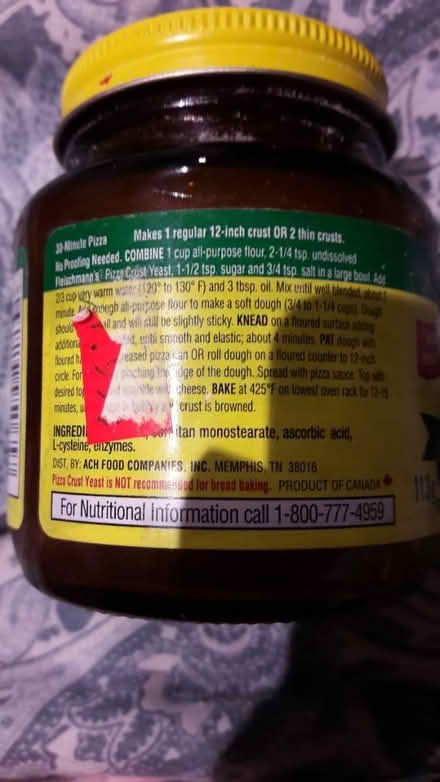 30-Minute Pizza Makes 1 regular 12-inch crust OR 2 thin crusts.
No Proofing Needed. COMBINE 1 cup all-purpose flour, 2-1/4 tsp. undissolved
Fleischmann's Pizza Crust Yeast, 1-1/2 tsp. sugar and 3/4 tsp. salt in a large bowl. Add
2/3 cup very warm water (120° to 130° F) and 3 tbsp. oil. Mix until well blended, about 1
minute. enough all-purpose flour to make a soft dough (3/4 to 1-1/4 cups). Dough
should all and will still be slightly sticky. KNEAD on a floured surface adding
additional until smooth and elastic; about 4 minutes. PAT dough with
floured ha greased pizza pan OR roll dough on a floured counter to 12-inch
circle. For pinching the edge of the dough. Spread with pizza sauce. Top with
desired top cheese. BAKE at 425°F on lowest oven rack for 12-15
minutes, u crust is browned.
INGREDI itan monostearate, ascorbic acid,
L-cysteine, enzymes.
DIST. BY: ACH FOOD COMPANIES, INC. MEMPHIS, TN 38016
Pizza Crust Yeast is NOT recommended for bread baking. PRODUCT OF CANADA
For Nutritional Information call 1-800-777-4959